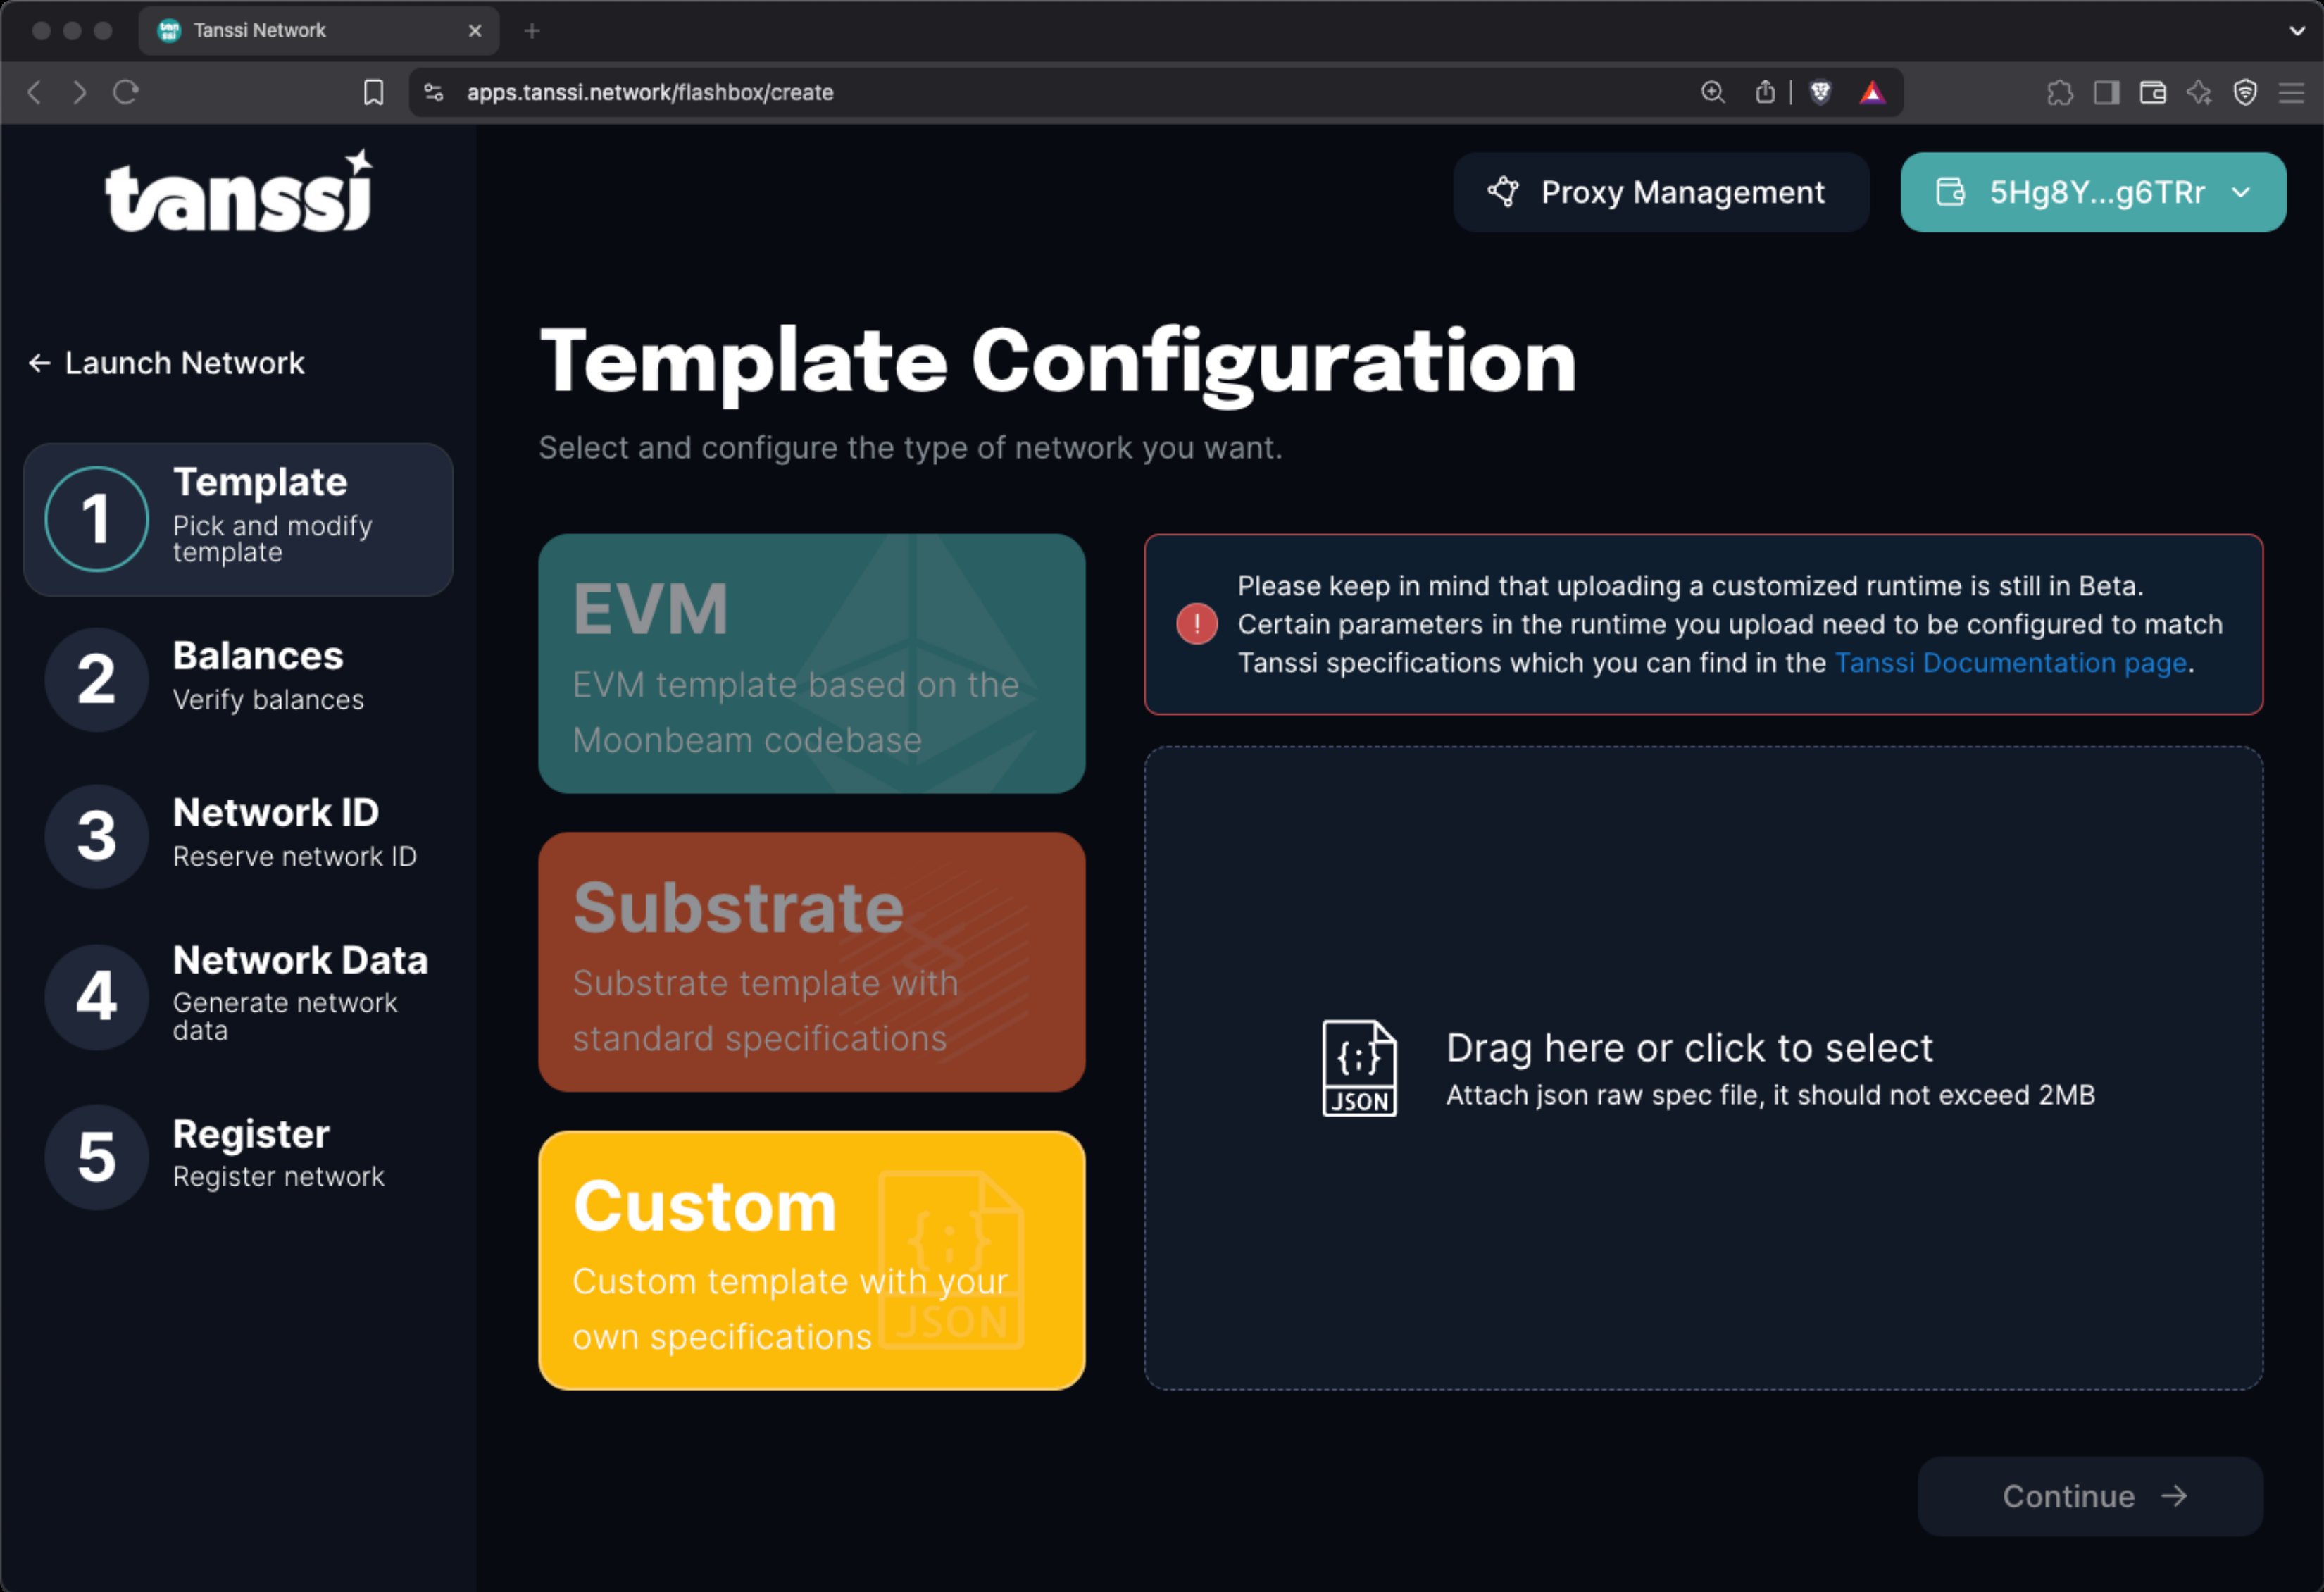 Tanssi Network
apps.tanssi.network/flashbox/create
tanssi
Proxy Management
5Hg8Y...g6TRr
← Launch Network
1
Template
Pick and modify
template
2
Balances
Verify balances
3
Network ID
Reserve network ID
4
Network Data
Generate network
data
5
Register
Register network
Template Configuration
Select and configure the type of network you want.
EVM
EVM template based on the
Moonbeam codebase
Substrate
Substrate template with
standard specifications
Custom
Custom template with your
own specifications
JSON
!
Please keep in mind that uploading a customized runtime is still in Beta.
Certain parameters in the runtime you upload need to be configured to match
Tanssi specifications which you can find in the Tanssi Documentation page.
{;}
JSON
Drag here or click to select
Attach json raw spec file, it should not exceed 2MB
Continue →